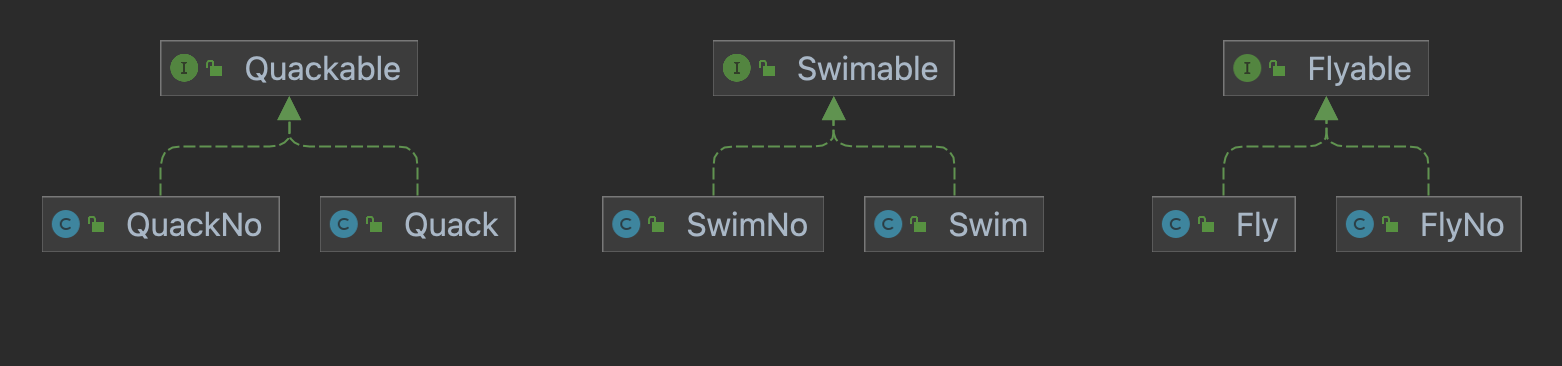 I Quackable
I Swimable
I Flyable
C QuackNo
C Quack
C SwimNo
C Swim
C Fly
C FlyNo